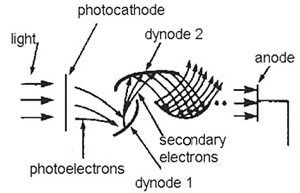 photocathode
light
dynode 2
anode
secondary
electrons
photoelectrons
dynode 1